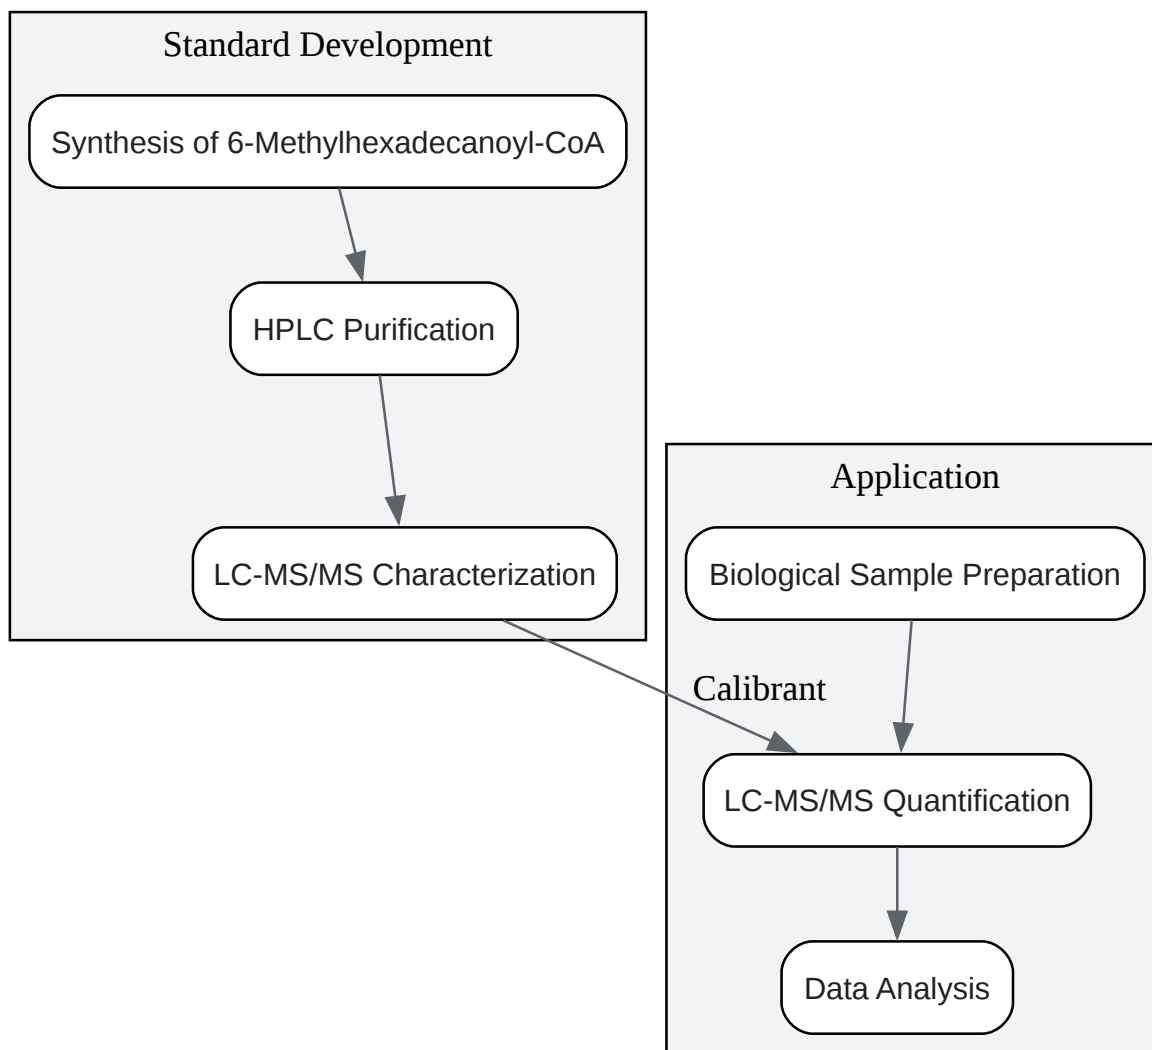 Standard Development
Synthesis of 6-Methylhexadecanoyl-CoA
HPLC Purification
LC-MS/MS Characterization
Application
Biological Sample Preparation
Calibrant
LC-MS/MS Quantification
Data Analysis